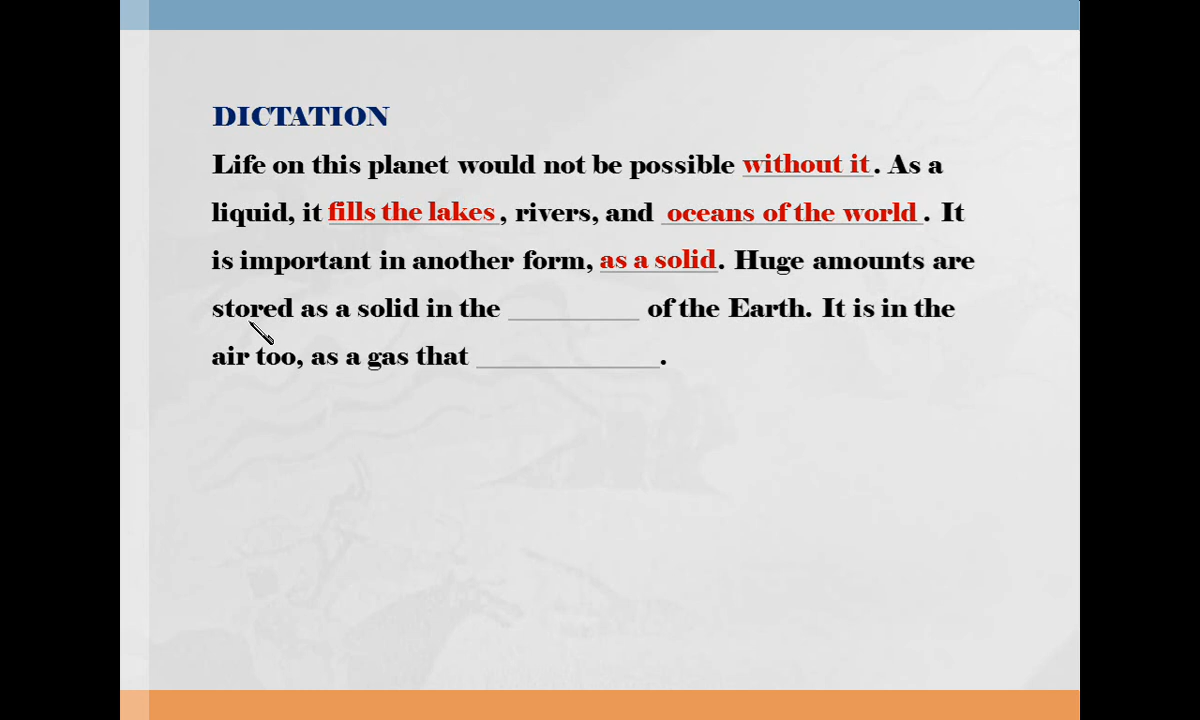 DICTATION
Life on this planet would not be possible without it. As a
liquid, it fills the lakes, rivers, and oceans of the world. It
is important in another form, as a solid. Huge amounts are
stored as a solid in the __________ of the Earth. It is in the
air too, as a gas that ______________.